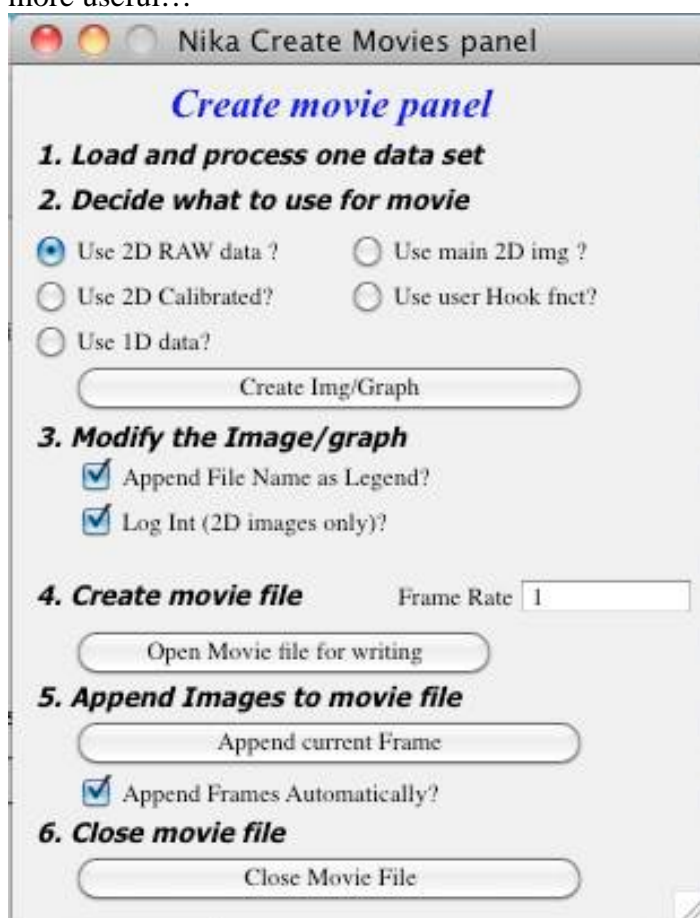 more useful…
Nika Create Movies panel
Create movie panel
1. Load and process one data set
2. Decide what to use for movie
Use 2D RAW data ? Use main 2D img ?
Use 2D Calibrated? Use user Hook fnct?
Use 1D data?
Create Img/Graph
3. Modify the Image/graph
Append File Name as Legend?
Log Int (2D images only)?
4. Create movie file Frame Rate 1
Open Movie file for writing
5. Append Images to movie file
Append current Frame
Append Frames Automatically?
6. Close movie file
Close Movie File